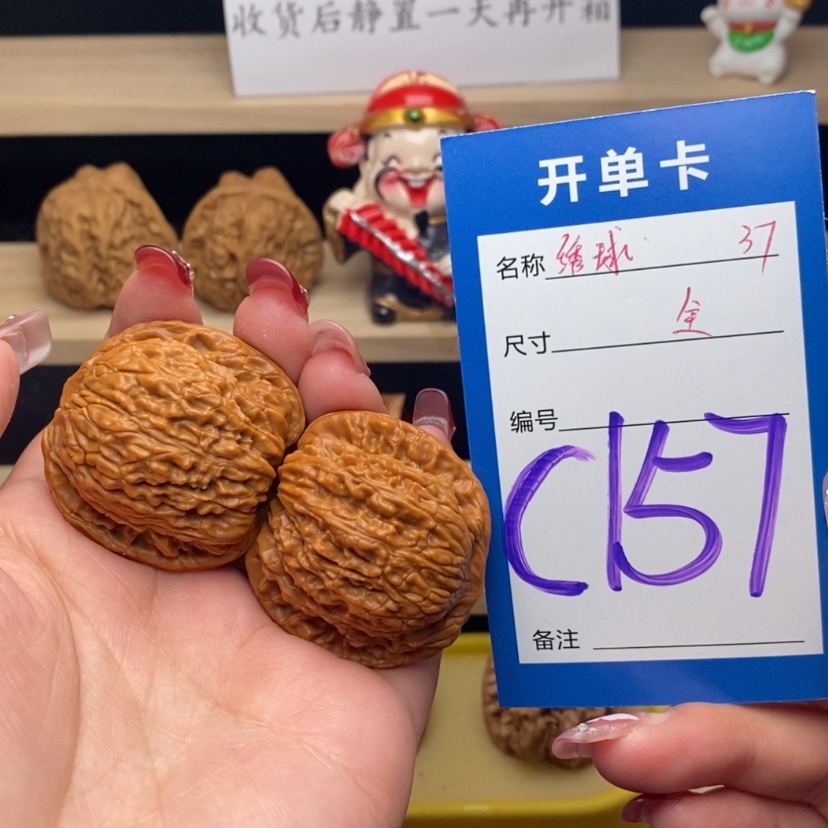 收货后静置一天再开箱
开单卡
名称 绣球 37
尺寸 全
编号 C157
备注